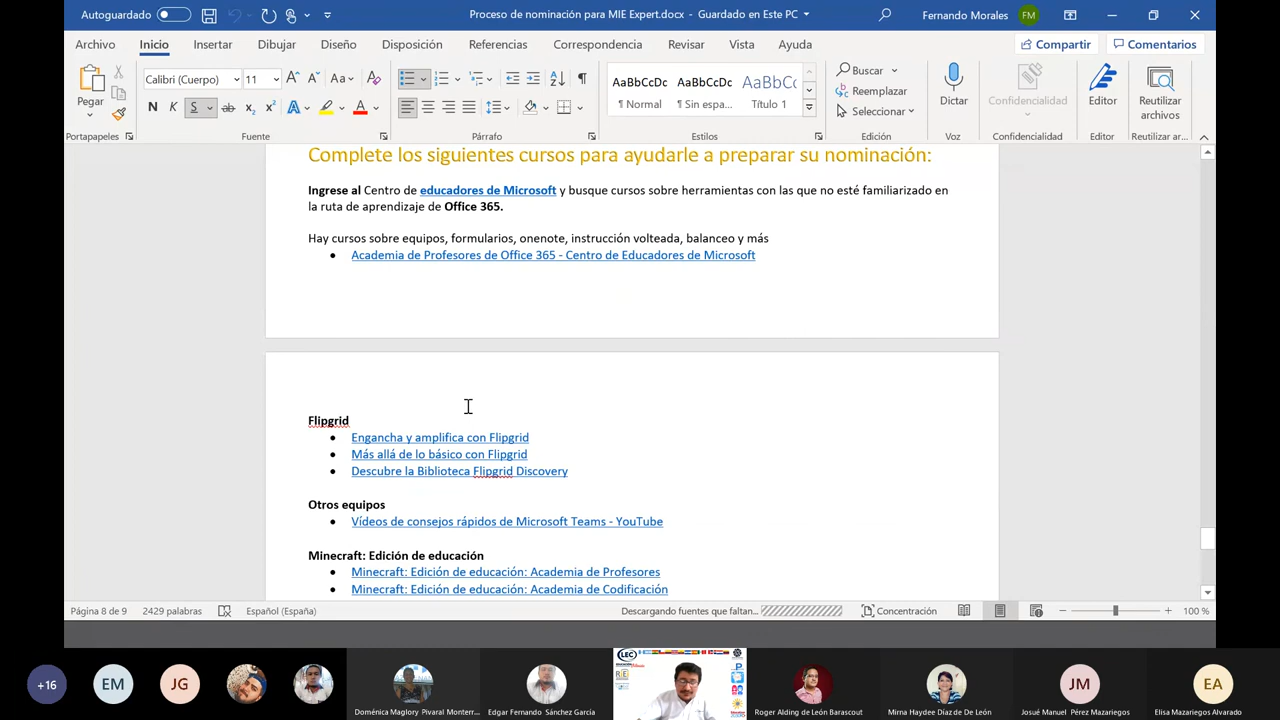 Autoguardado
Proceso de nominación para MIE Expert.docx - Guardado en Este PC
Fernando Morales
FM
Archivo Inicio Insertar Dibujar Diseño Disposición Referencias Correspondencia Revisar Vista Ayuda
Compartir Comentarios
Pegar
Calibri (Cuerpo) 11
N K S ab x₂ x²
AaBbCcDc AaBbCcDc AaBbCc
¶ Normal ¶ Sin espa... Título 1
Buscar
Reemplazar
Seleccionar
Dictar
Confidencialidad
Editor
Reutilizar
archivos
Portapapeles Fuente Párrafo Estilos Edición Voz Confidencialidad Editor Reutilizar ar...
Complete los siguientes cursos para ayudarle a preparar su nominación:
Ingrese al Centro de educadores de Microsoft y busque cursos sobre herramientas con las que no esté familiarizado en
la ruta de aprendizaje de Office 365.
Hay cursos sobre equipos, formularios, onenote, instrucción volteada, balanceo y más
• Academia de Profesores de Office 365 - Centro de Educadores de Microsoft
Flipgrid
• Engancha y amplifica con Flipgrid
• Más allá de lo básico con Flipgrid
• Descubre la Biblioteca Flipgrid Discovery
Otros equipos
• Vídeos de consejos rápidos de Microsoft Teams - YouTube
Minecraft: Edición de educación
• Minecraft: Edición de educación: Academia de Profesores
• Minecraft: Edición de educación: Academia de Codificación
Página 8 de 9 2429 palabras Español (España) Descargando fuentes que faltan... Concentración 100 %
+16 EM JG LEC JM EA
Doménica Maglory Pivaral Monterr... Edgar Fernando Sánchez García Roger Alding de León Barascout Mirna Haydee Díaz de De León Josué Manuel Pérez Mazariegos Elisa Mazariegos Alvarado